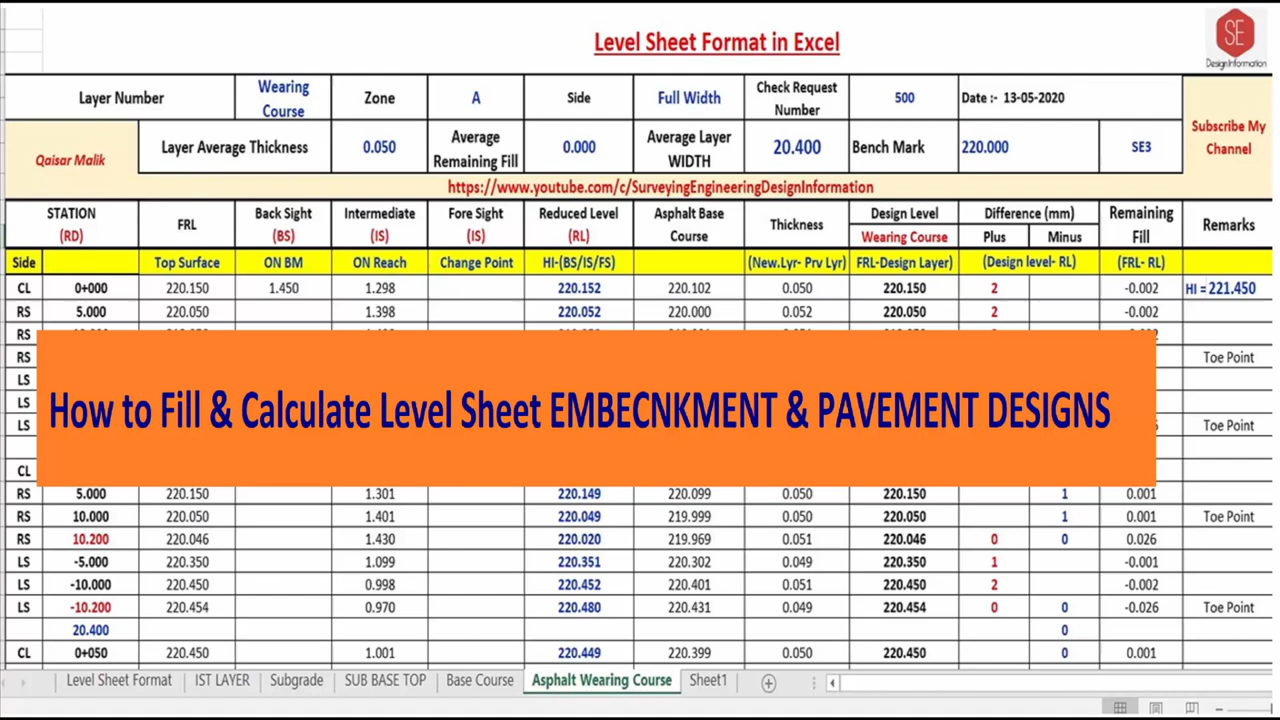 Level Sheet Format in Excel
SE
DesignInformation
Layer Number Wearing Course Zone A Side Full Width Check Request Number 500 Date :- 13-05-2020
Subscribe My Channel
Qaisar Malik Layer Average Thickness 0.050 Average Remaining Fill 0.000 Average Layer WIDTH 20.400 Bench Mark 220.000 SE3
https://www.youtube.com/c/SurveyingEngineeringDesignInformation
STATION (RD) FRL Back Sight (BS) Intermediate (IS) Fore Sight (IS) Reduced Level (RL) Asphalt Base Course Thickness Design Level Wearing Course Difference (mm) Plus Minus Remaining Fill Remarks
Side Top Surface ON BM ON Reach Change Point HI-(BS/IS/FS) (New.Lyr- Prv Lyr) FRL-Design Layer) (Design level- RL) (FRL- RL)
CL 0+000 220.150 1.450 1.298 220.152 220.102 0.050 220.150 2 -0.002 HI = 221.450
RS 5.000 220.050 1.398 220.052 220.000 0.052 220.050 2 -0.002
RS
RS Toe Point
LS
LS
LS Toe Point
How to Fill & Calculate Level Sheet EMBECNKMENT & PAVEMENT DESIGNS
CL
RS 5.000 220.150 1.301 220.149 220.099 0.050 220.150 1 0.001
RS 10.000 220.050 1.401 220.049 219.999 0.050 220.050 1 0.001 Toe Point
RS 10.200 220.046 1.430 220.020 219.969 0.051 220.046 0 0 0.026
LS -5.000 220.350 1.099 220.351 220.302 0.049 220.350 1 -0.001
LS -10.000 220.450 0.998 220.452 220.401 0.051 220.450 2 -0.002
LS -10.200 220.454 0.970 220.480 220.431 0.049 220.454 0 0 -0.026 Toe Point
20.400 0
CL 0+050 220.450 1.001 220.449 220.399 0.050 220.450 0 0.001
Level Sheet Format IST LAYER Subgrade SUB BASE TOP Base Course Asphalt Wearing Course Sheet1